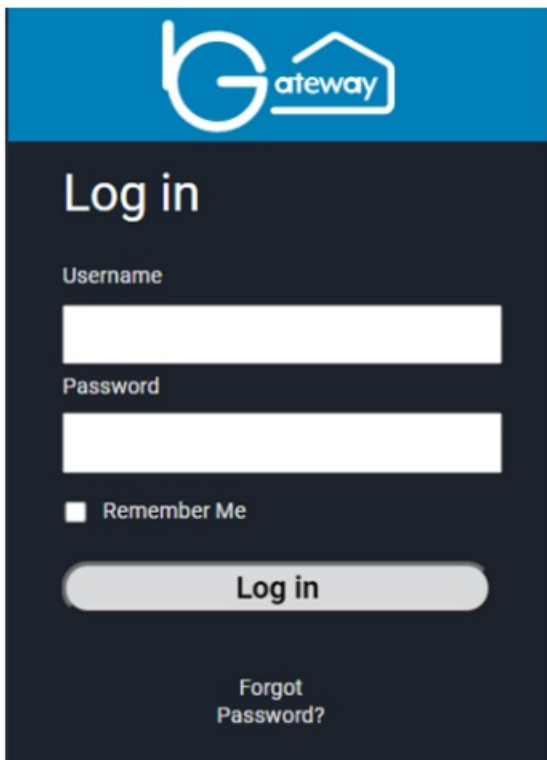 Gateway
Log in
Username
Password
Remember Me
Log in
Forgot
Password?